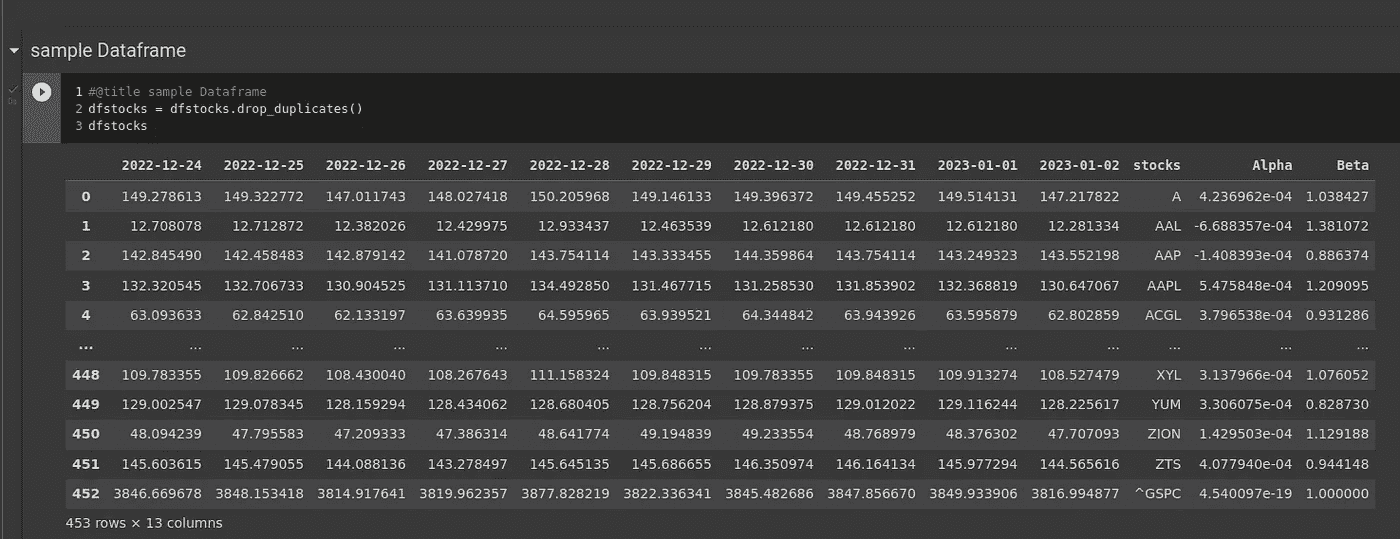 sample Dataframe
1 #@title sample Dataframe
2 dfstocks = dfstocks.drop_duplicates()
3 dfstocks
2022-12-24 2022-12-25 2022-12-26 2022-12-27 2022-12-28 2022-12-29 2022-12-30 2022-12-31 2023-01-01 2023-01-02 stocks Alpha Beta
0 149.278613 149.322772 147.011743 148.027418 150.205968 149.146133 149.396372 149.455252 149.514131 147.217822 A 4.236962e-04 1.038427
1 12.708078 12.712872 12.382026 12.429975 12.933437 12.463539 12.612180 12.612180 12.612180 12.281334 AAL -6.688357e-04 1.381072
2 142.845490 142.458483 142.879142 141.078720 143.754114 143.333455 144.359864 143.754114 143.249323 143.552198 AAP -1.408393e-04 0.886374
3 132.320545 132.706733 130.904525 131.113710 134.492850 131.467715 131.258530 131.853902 132.368819 130.647067 AAPL 5.475848e-04 1.209095
4 63.093633 62.842510 62.133197 63.639935 64.595965 63.939521 64.344842 63.943926 63.595879 62.802859 ACGL 3.796538e-04 0.931286
... ... ... ... ... ... ... ... ... ... ... ... ... ...
448 109.783355 109.826662 108.430040 108.267643 111.158324 109.848315 109.783355 109.848315 109.913274 108.527479 XYL 3.137966e-04 1.076052
449 129.002547 129.078345 128.159294 128.434062 128.680405 128.756204 128.879375 129.012022 129.116244 128.225617 YUM 3.306075e-04 0.828730
450 48.094239 47.795583 47.209333 47.386314 48.641774 49.194839 49.233554 48.768979 48.376302 47.707093 ZION 1.429503e-04 1.129188
451 145.603615 145.479055 144.088136 143.278497 145.645135 145.686655 146.350974 146.164134 145.977294 144.565616 ZTS 4.077940e-04 0.944148
452 3846.669678 3848.153418 3814.917641 3819.962357 3877.828219 3822.336341 3845.482686 3847.856670 3849.933906 3816.994877 ^GSPC 4.540097e-19 1.000000
453 rows × 13 columns